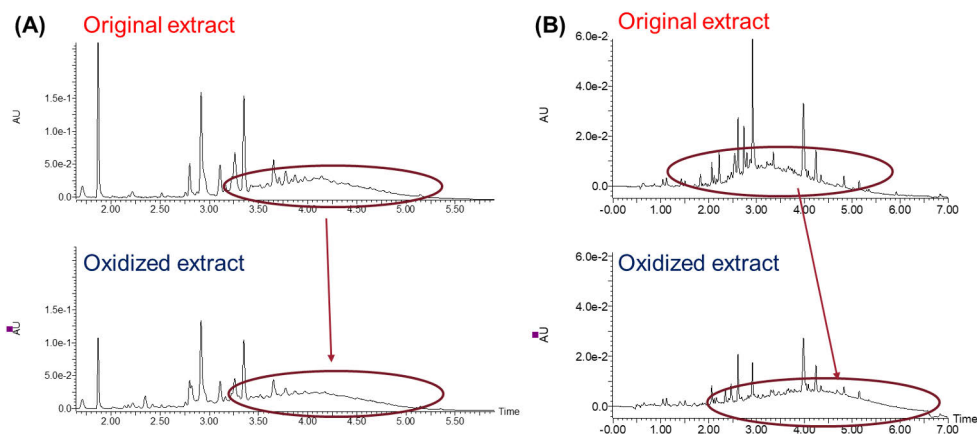 (A)
Original extract
AU
1.5e-1
1.0e-1
5.0e-2
0.0
2.00 2.50 3.00 3.50 4.00 4.50 5.00 5.50
Oxidized extract
AU
1.5e-1
1.0e-1
5.0e-2
0.0
2.00 2.50 3.00 3.50 4.00 4.50 5.00 5.50
Time
(B)
Original extract
AU
6.0e-2
4.0e-2
2.0e-2
0.0
-0.00 1.00 2.00 3.00 4.00 5.00 6.00 7.00
Time
Oxidized extract
AU
6.0e-2
4.0e-2
2.0e-2
0.0
-0.00 1.00 2.00 3.00 4.00 5.00 6.00 7.00
Time